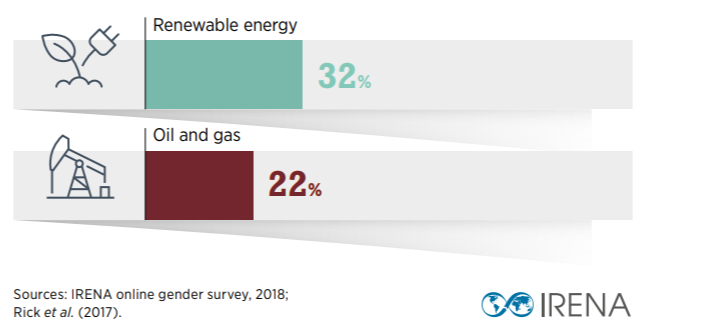 Renewable energy
32%
Oil and gas
22%
Sources: IRENA online gender survey, 2018;
Rick et al. (2017).
IRENA